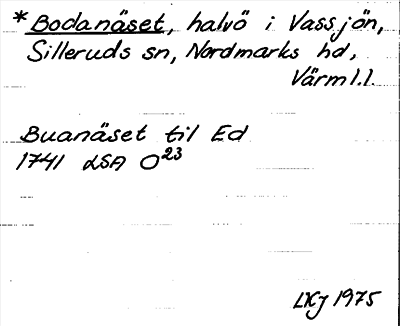 *Bodanäset, halvö i Vassjön,
Silleruds sn, Nordmarks hd,
Värml.l.
Buanäset til Ed
1741 LSA O23
LKJ 1975